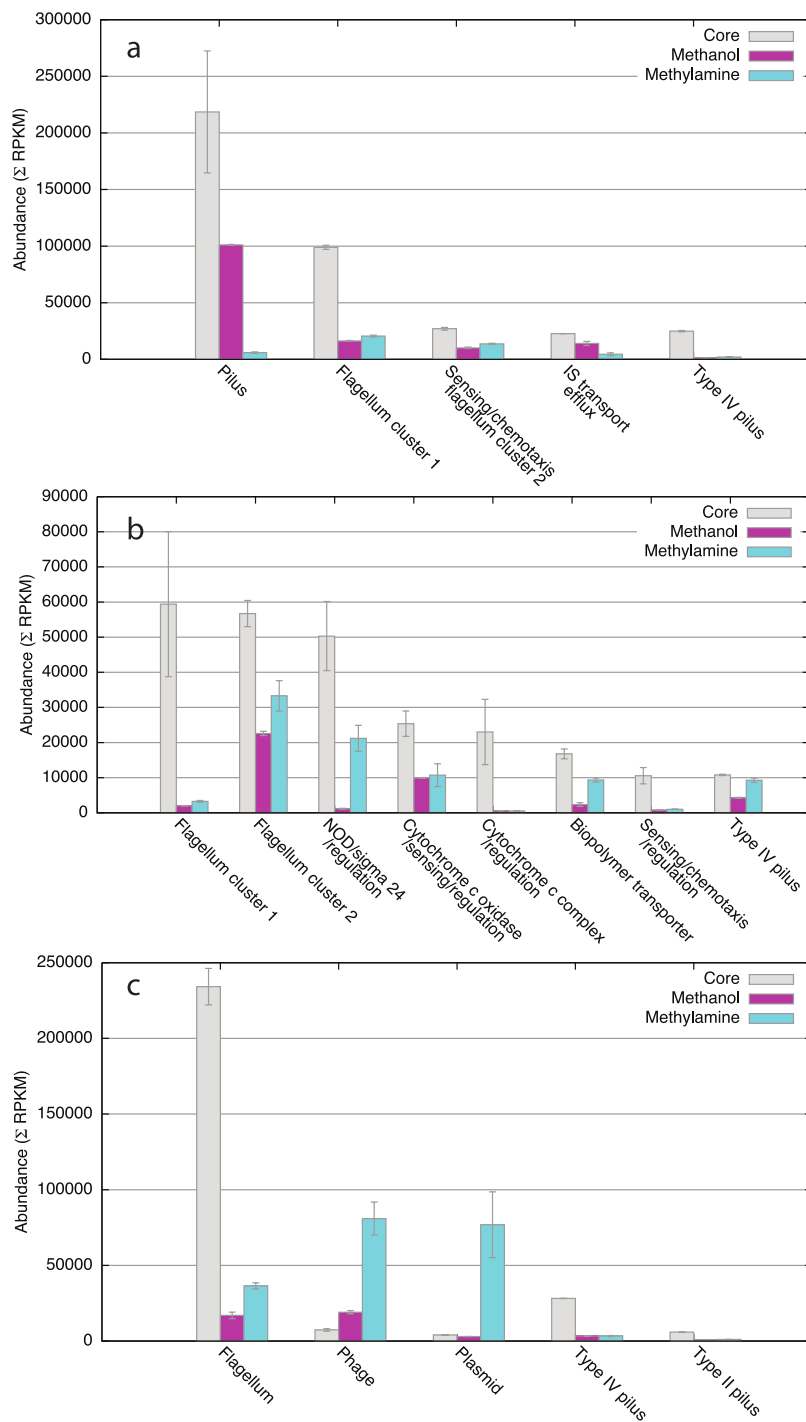 a
Core
Methanol
Methylamine
Abundance (Σ RPKM)
300000
250000
200000
150000
100000
50000
0
Pilus
Flagellum cluster 1
Sensing/chemotaxis
flagellum cluster 2
IS transport
efflux
Type IV pilus
b
Core
Methanol
Methylamine
Abundance (Σ RPKM)
90000
80000
70000
60000
50000
40000
30000
20000
10000
0
Flagellum cluster 1
Flagellum cluster 2
NOD/sigma 24
/regulation
Cytochrome c oxidase
/sensing/regulation
Cytochrome c complex
/regulation
Biopolymer transporter
Sensing/chemotaxis
/regulation
Type IV pilus
c
Core
Methanol
Methylamine
Abundance (Σ RPKM)
250000
200000
150000
100000
50000
0
Flagellum
Phage
Plasmid
Type IV pilus
Type II pilus